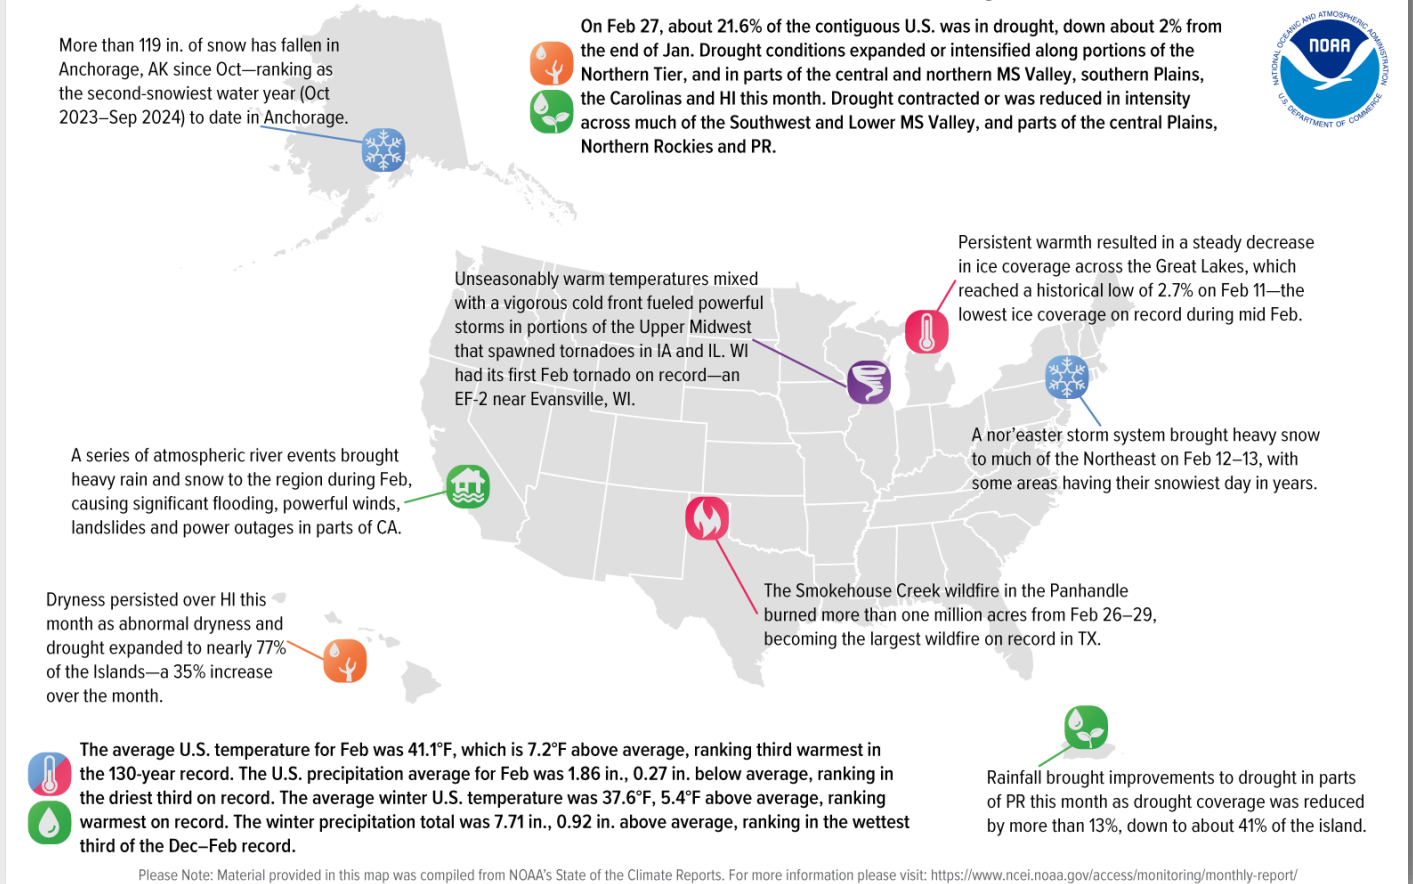 More than 119 in. of snow has fallen in
Anchorage, AK since Oct—ranking as
the second-snowiest water year (Oct
2023–Sep 2024) to date in Anchorage.
On Feb 27, about 21.6% of the contiguous U.S. was in drought, down about 2% from
the end of Jan. Drought conditions expanded or intensified along portions of the
Northern Tier, and in parts of the central and northern MS Valley, southern Plains,
the Carolinas and HI this month. Drought contracted or was reduced in intensity
across much of the Southwest and Lower MS Valley, and parts of the central Plains,
Northern Rockies and PR.
NATIONAL OCEANIC AND ATMOSPHERIC ADMINISTRATION
NOAA
U.S. DEPARTMENT OF COMMERCE
Persistent warmth resulted in a steady decrease
in ice coverage across the Great Lakes, which
reached a historical low of 2.7% on Feb 11—the
lowest ice coverage on record during mid Feb.
Unseasonably warm temperatures mixed
with a vigorous cold front fueled powerful
storms in portions of the Upper Midwest
that spawned tornadoes in IA and IL. WI
had its first Feb tornado on record—an
EF-2 near Evansville, WI.
A nor'easter storm system brought heavy snow
to much of the Northeast on Feb 12–13, with
some areas having their snowiest day in years.
A series of atmospheric river events brought
heavy rain and snow to the region during Feb,
causing significant flooding, powerful winds,
landslides and power outages in parts of CA.
The Smokehouse Creek wildfire in the Panhandle
burned more than one million acres from Feb 26–29,
becoming the largest wildfire on record in TX.
Dryness persisted over HI this
month as abnormal dryness and
drought expanded to nearly 77%
of the Islands—a 35% increase
over the month.
The average U.S. temperature for Feb was 41.1°F, which is 7.2°F above average, ranking third warmest in
the 130-year record. The U.S. precipitation average for Feb was 1.86 in., 0.27 in. below average, ranking in
the driest third on record. The average winter U.S. temperature was 37.6°F, 5.4°F above average, ranking
warmest on record. The winter precipitation total was 7.71 in., 0.92 in. above average, ranking in the wettest
third of the Dec–Feb record.
Rainfall brought improvements to drought in parts
of PR this month as drought coverage was reduced
by more than 13%, down to about 41% of the island.
Please Note: Material provided in this map was compiled from NOAA's State of the Climate Reports. For more information please visit: https://www.ncei.noaa.gov/access/monitoring/monthly-report/